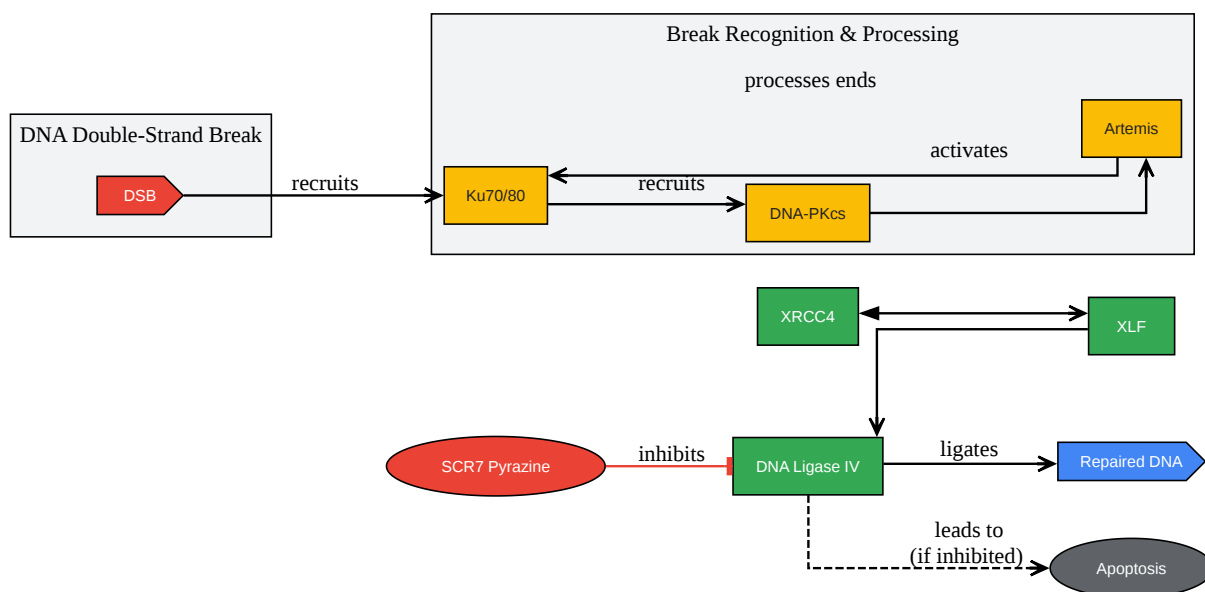 Break Recognition & Processing
processes ends
DNA Double-Strand Break
Artemis
activates
DSB
recruits
Ku70/80
recruits
DNA-PKcs
XRCC4
XLF
SCR7 Pyrazine
inhibits
DNA Ligase IV
ligates
Repaired DNA
leads to
(if inhibited)
Apoptosis